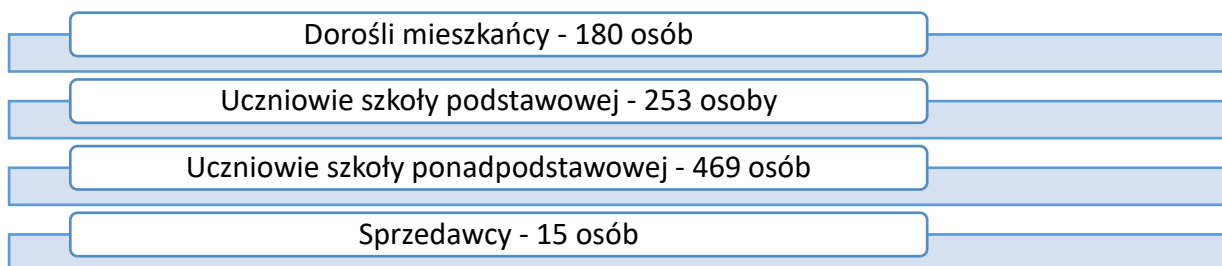 Dorośli mieszkańcy - 180 osób
Uczniowie szkoły podstawowej - 253 osoby
Uczniowie szkoły ponadpodstawowej - 469 osób
Sprzedawcy - 15 osób